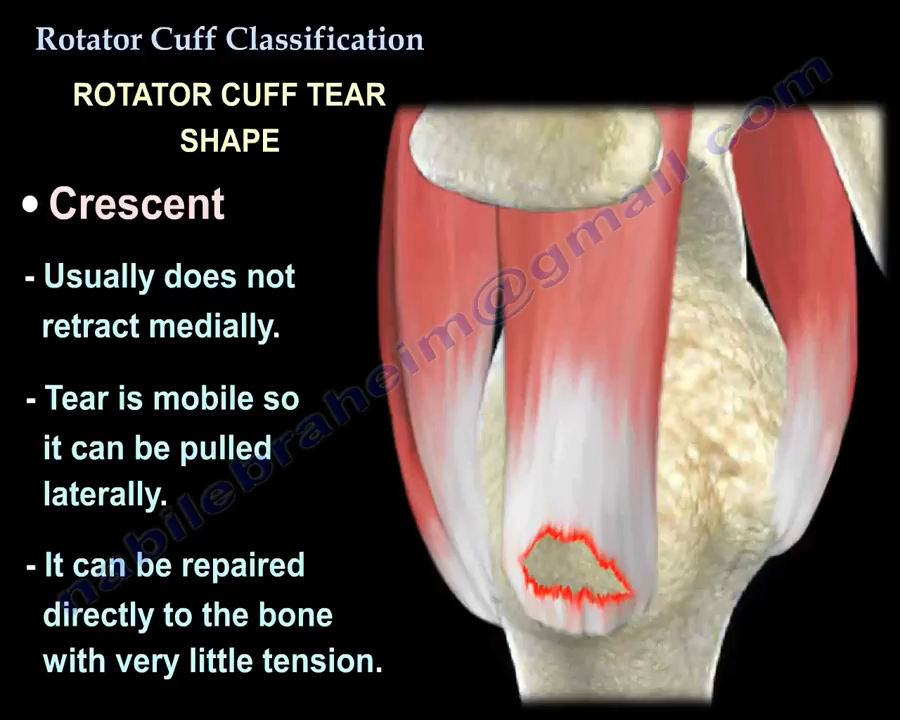 Rotator Cuff Classification
ROTATOR CUFF TEAR
SHAPE
• Crescent
- Usually does not
retract medially.
- Tear is mobile so
it can be pulled
laterally.
- It can be repaired
directly to the bone
with very little tension.
nabilebraheim@gmail.com